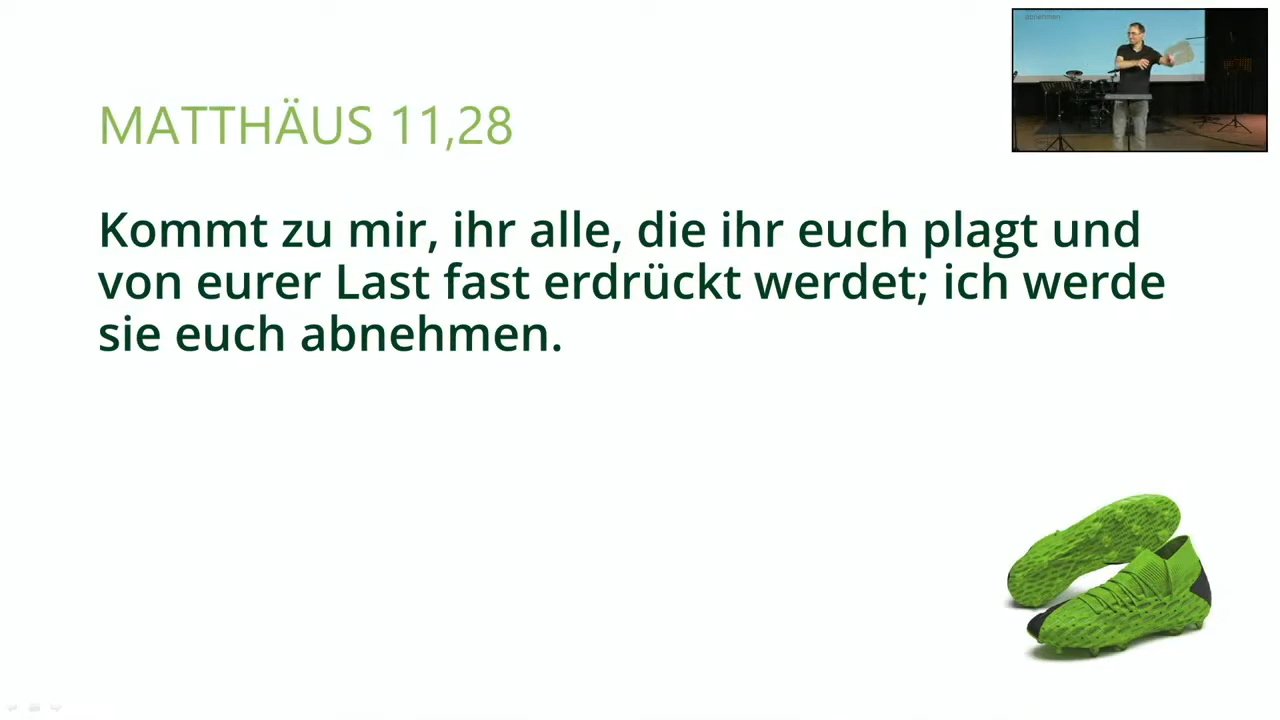 abnehmen
MATTHÄUS 11,28
Kommt zu mir, ihr alle, die ihr euch plagt und
von eurer Last fast erdrückt werdet; ich werde
sie euch abnehmen.